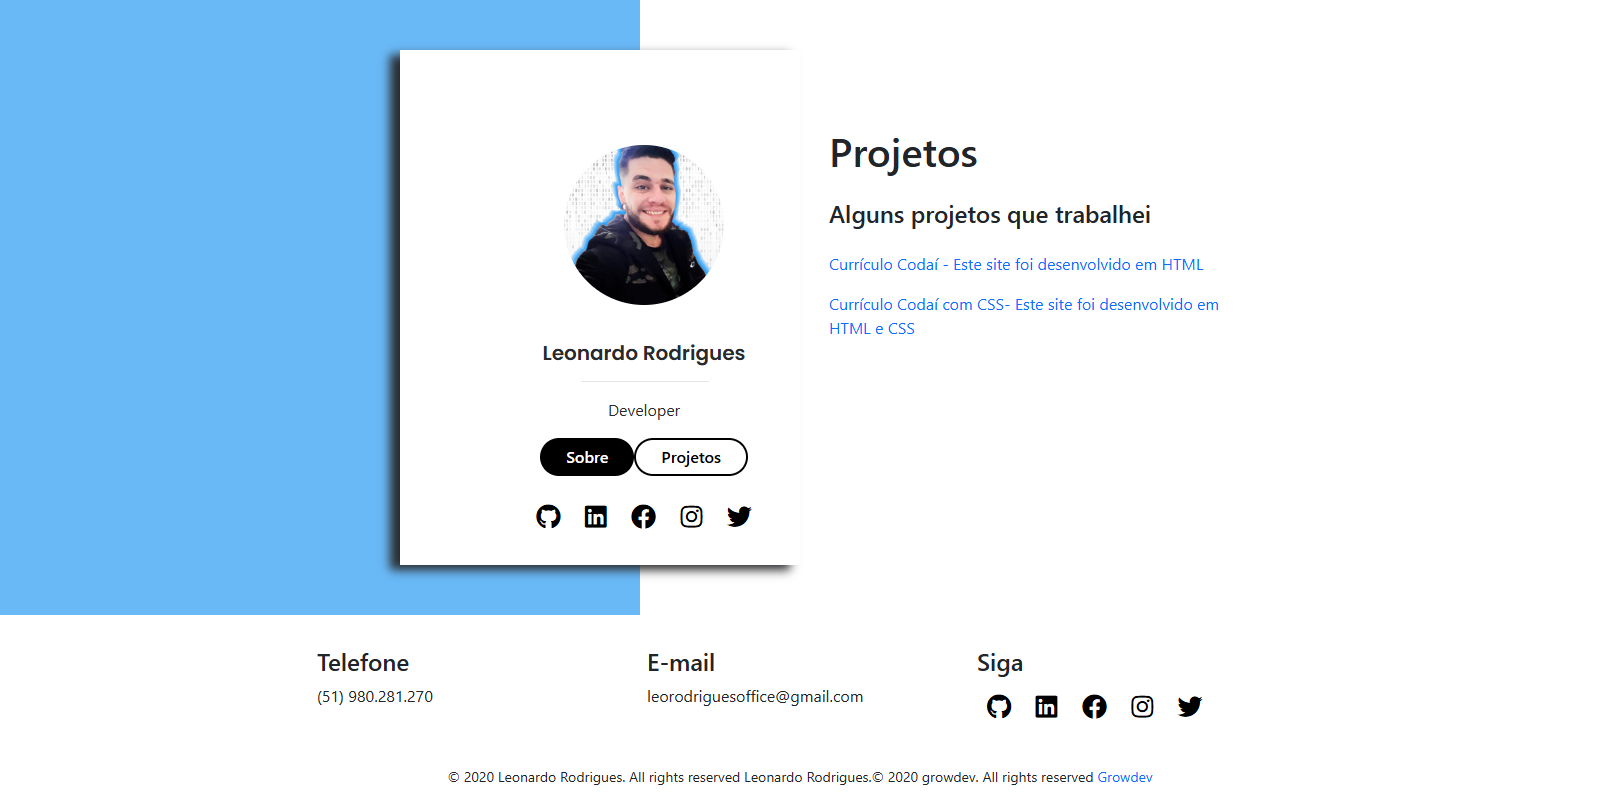 Leonardo Rodrigues
Developer
Sobre
Projetos
Projetos
Alguns projetos que trabalhei
Currículo Codaí - Este site foi desenvolvido em HTML
Currículo Codaí com CSS- Este site foi desenvolvido em
HTML e CSS
Telefone
(51) 980.281.270
E-mail
leorodriguesoffice@gmail.com
Siga
© 2020 Leonardo Rodrigues. All rights reserved Leonardo Rodrigues.© 2020 growdev. All rights reserved Growdev